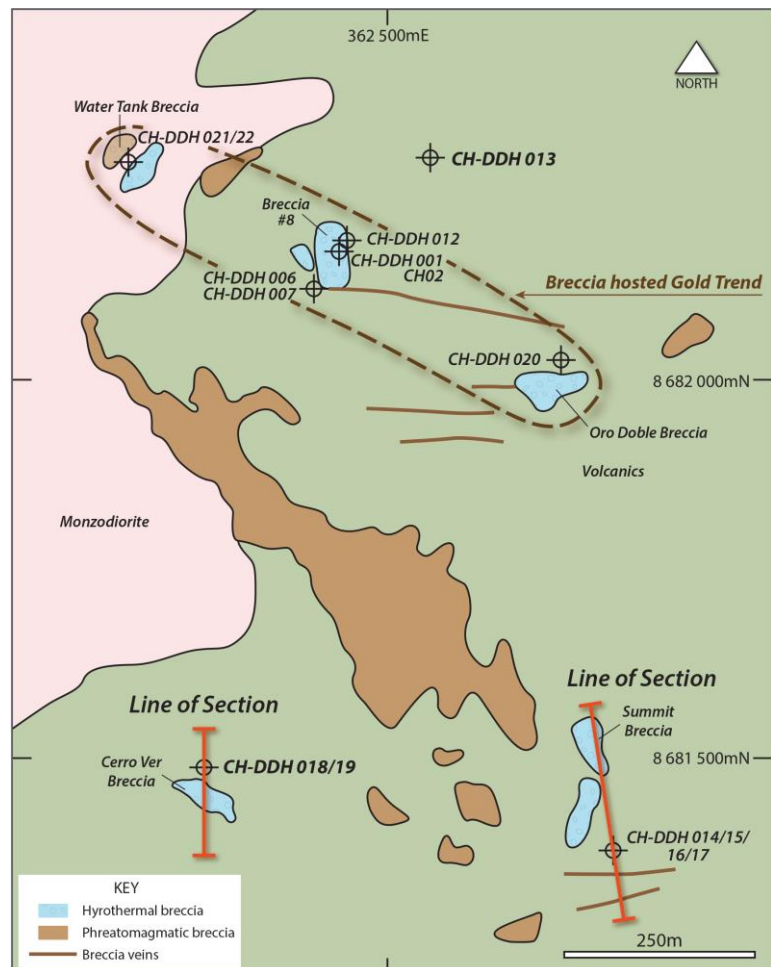 362 500mE
NORTH
Water Tank Breccia
CH-DDH 021/22
CH-DDH 013
Breccia
#8
CH-DDH 012
CH-DDH 001
CH02
CH-DDH 006
CH-DDH 007
Breccia hosted Gold Trend
CH-DDH 020
8 682 000mN
Oro Doble Breccia
Volcanics
Monzodiorite
Line of Section
Line of Section
Summit
Breccia
Cerro Ver
Breccia
CH-DDH 018/19
8 681 500mN
CH-DDH 014/15/
16/17
KEY
Hyrothermal breccia
Phreatomagmatic breccia
Breccia veins
250m